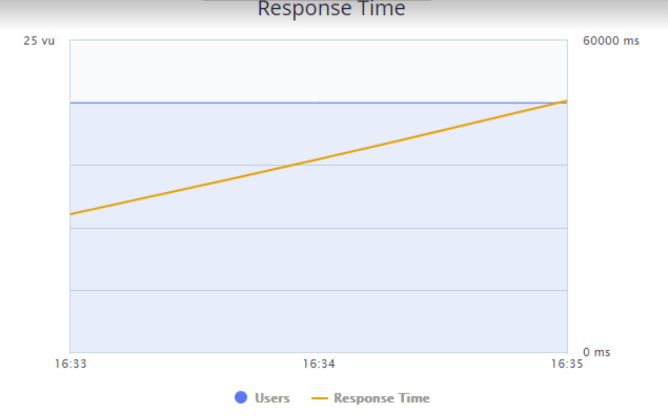 Response Time
25 vu
60000 ms
0 ms
16:33
16:34
16:35
Users
Response Time